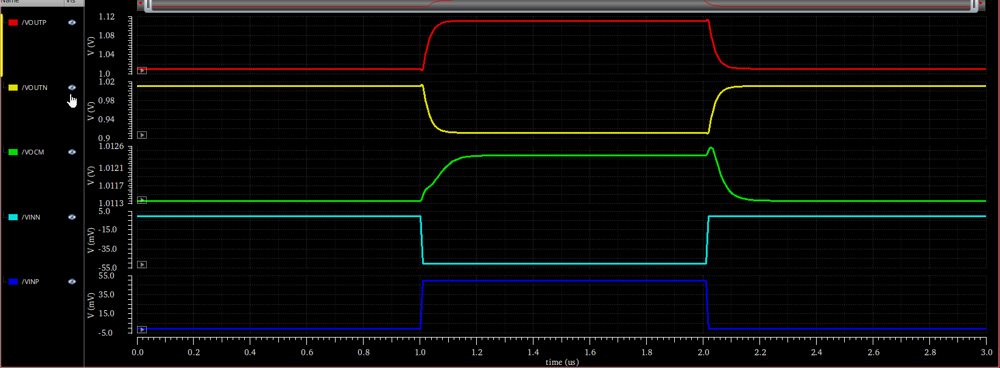 Name Vis
/VOUTP
1.12
1.08
1.04
1.0
V (V)
/VOUTN
1.02
0.98
0.94
0.9
V (V)
/VOCM
1.0126
1.0121
1.0117
1.0113
V (V)
/VINN
5.0
-15.0
-35.0
-55.0
V (mV)
/VINP
55.0
35.0
15.0
-5.0
V (mV)
0.0 0.2 0.4 0.6 0.8 1.0 1.2 1.4 1.6 1.8 2.0 2.2 2.4 2.6 2.8 3.0
time (us)